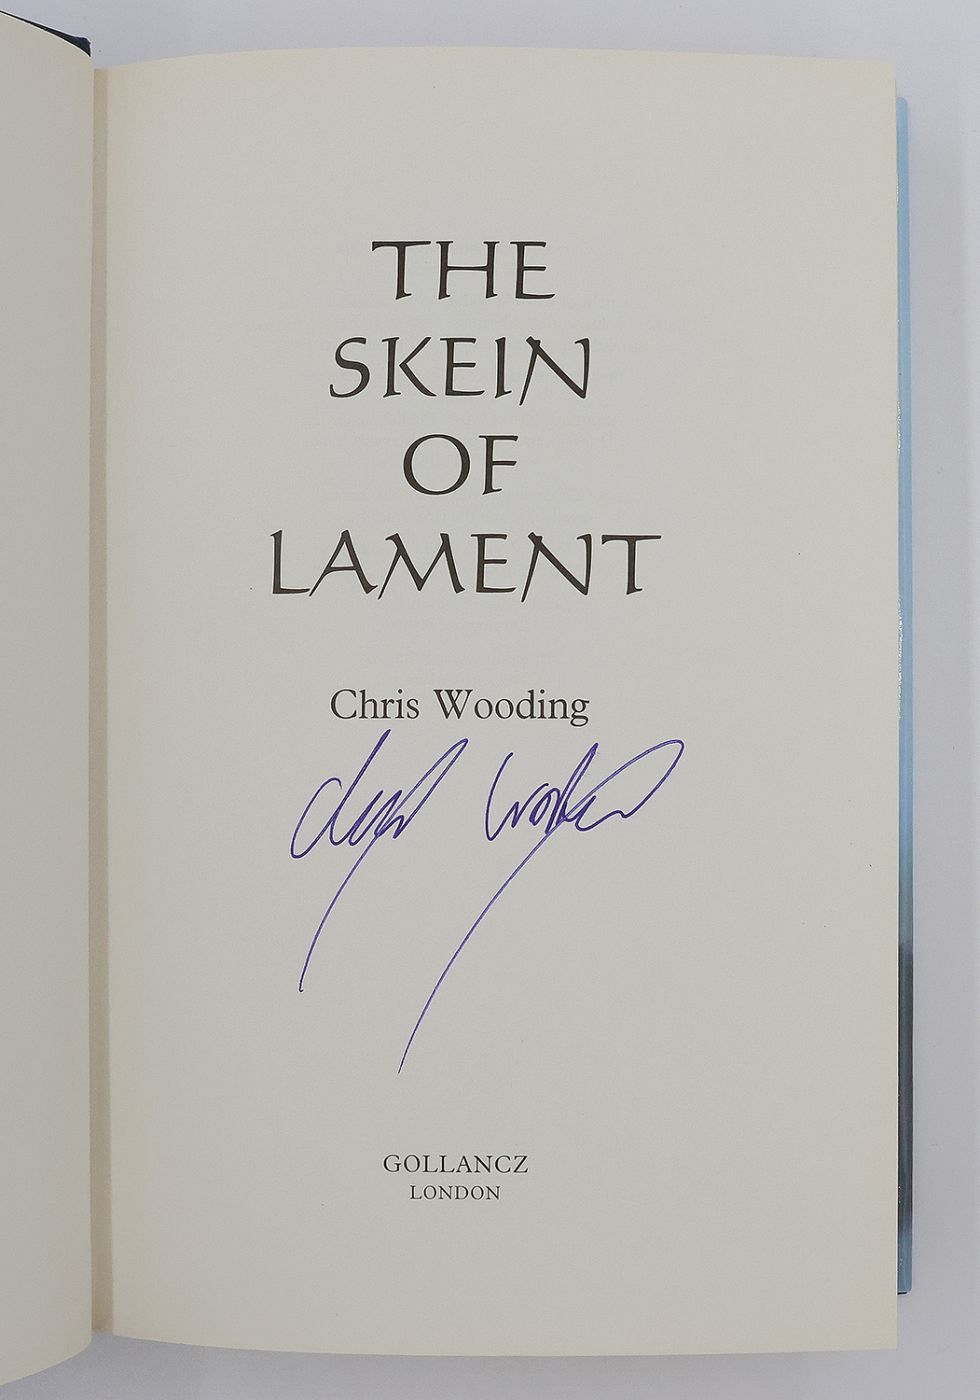 THE
SKEIN
OF
LAMENT
Chris Wooding
GOLLANCZ
LONDON